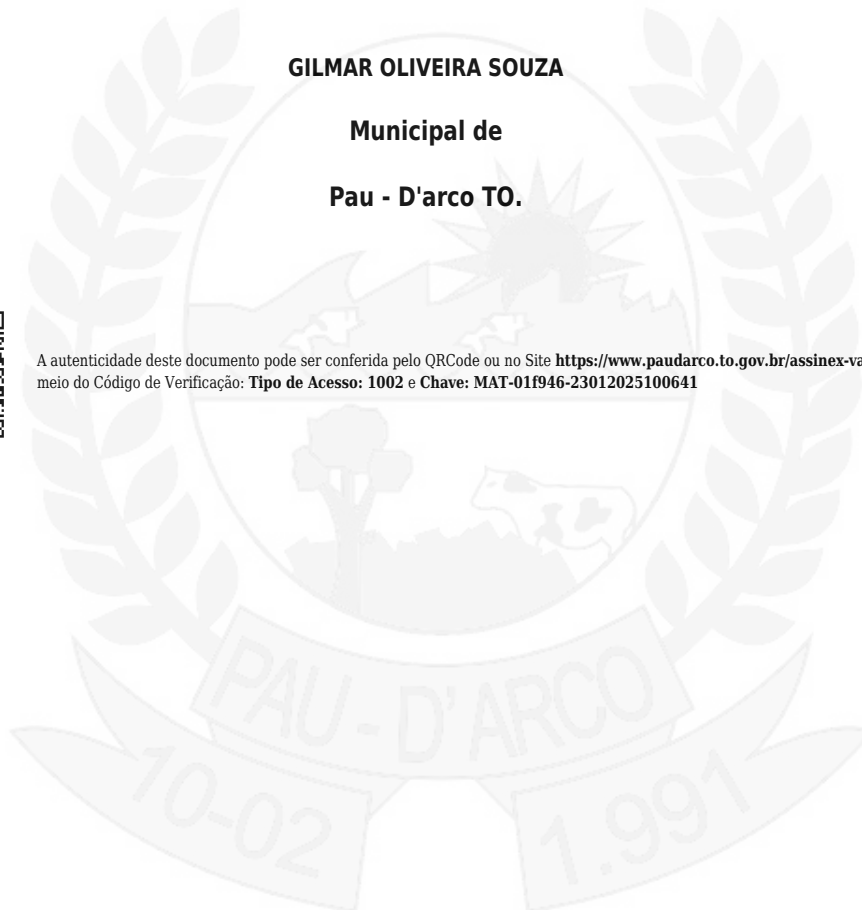 GILMAR OLIVEIRA SOUZA
Municipal de
Pau - D'arco TO.
A autenticidade deste documento pode ser conferida pelo QRCode ou no Site https://www.paudarco.to.gov.br/assinex-va
meio do Código de Verificação: Tipo de Acesso: 1002 e Chave: MAT-01f946-23012025100641
PAU - D'ARCO
10-02 1.991